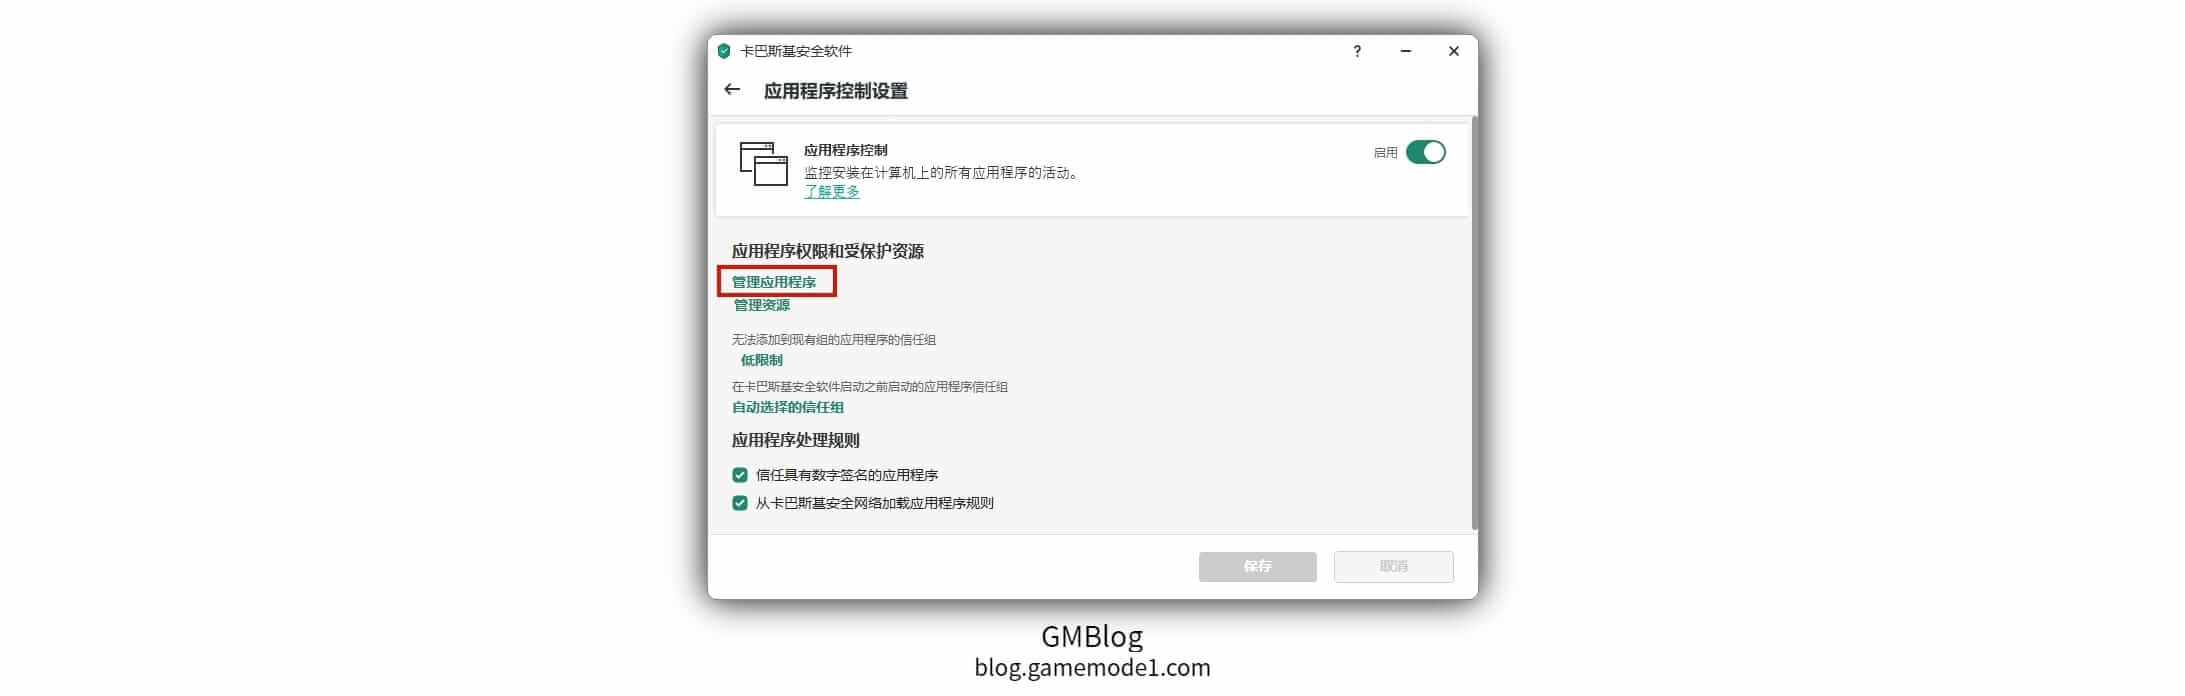 卡巴斯基安全软件
应用程序控制设置
应用程序控制
启用
监控安装在计算机上的所有应用程序的活动。
了解更多
应用程序权限和受保护资源
管理应用程序
管理资源
无法添加到现有组的应用程序的信任组
低限制
在卡巴斯基安全软件启动之前启动的应用程序信任组
自动选择的信任组
应用程序处理规则
信任具有数字签名的应用程序
从卡巴斯基安全网络加载应用程序规则
保存 取消
GMBlog
blog.gamemode1.com